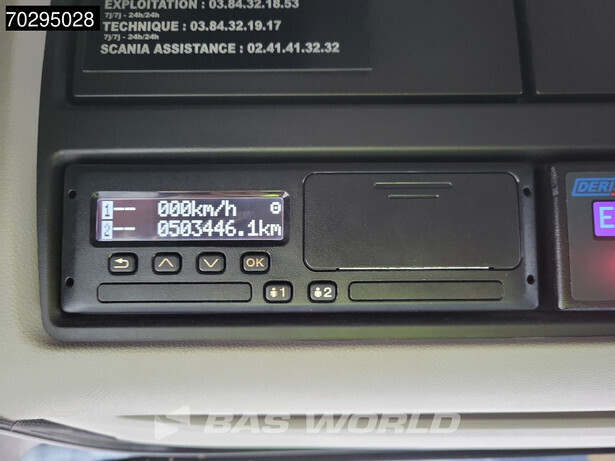 70295028
EXPLOITATION : 03.84.32.18.53
7j/7j - 24h/24h
TECHNIQUE : 03.84.32.19.17
7j/7j - 24h/24h
SCANIA ASSISTANCE : 02.41.41.32.32
1 -- 000km/h
2 -- 0503446.1km
OK
1
2
E
BAS WORLD